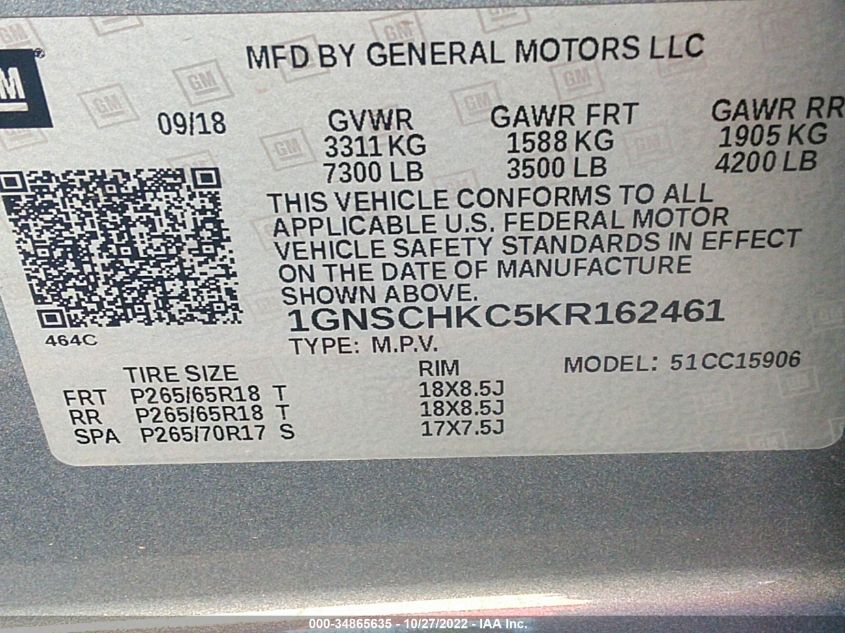 GM
MFD BY GENERAL MOTORS LLC
09/18
GVWR GAWR FRT GAWR RR
3311 KG 1588 KG 1905 KG
7300 LB 3500 LB 4200 LB
THIS VEHICLE CONFORMS TO ALL
APPLICABLE U.S. FEDERAL MOTOR
VEHICLE SAFETY STANDARDS IN EFFECT
ON THE DATE OF MANUFACTURE
SHOWN ABOVE.
1GNSCHKC5KR162461
464C
TYPE: M.P.V.
MODEL: 51CC15906
TIRE SIZE RIM
FRT P265/65R18 T 18X8.5J
RR P265/65R18 T 18X8.5J
SPA P265/70R17 S 17X7.5J
000-34865635 - 10/27/2022 - IAA Inc.